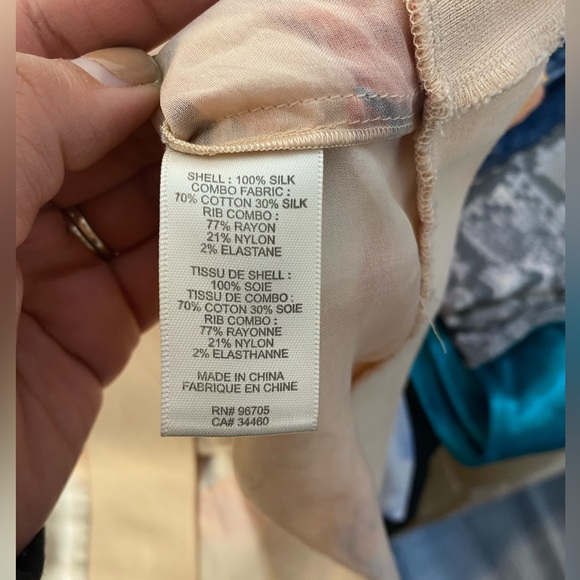 SHELL : 100% SILK
COMBO FABRIC :
70% COTTON 30% SILK
RIB COMBO :
77% RAYON
21% NYLON
2% ELASTANE
TISSU DE SHELL :
100% SOIE
TISSU DE COMBO :
70% COTON 30% SOIE
RIB COMBO :
77% RAYONNE
21% NYLON
2% ELASTHANNE
MADE IN CHINA
FABRIQUE EN CHINE
RN# 96705
CA# 34460